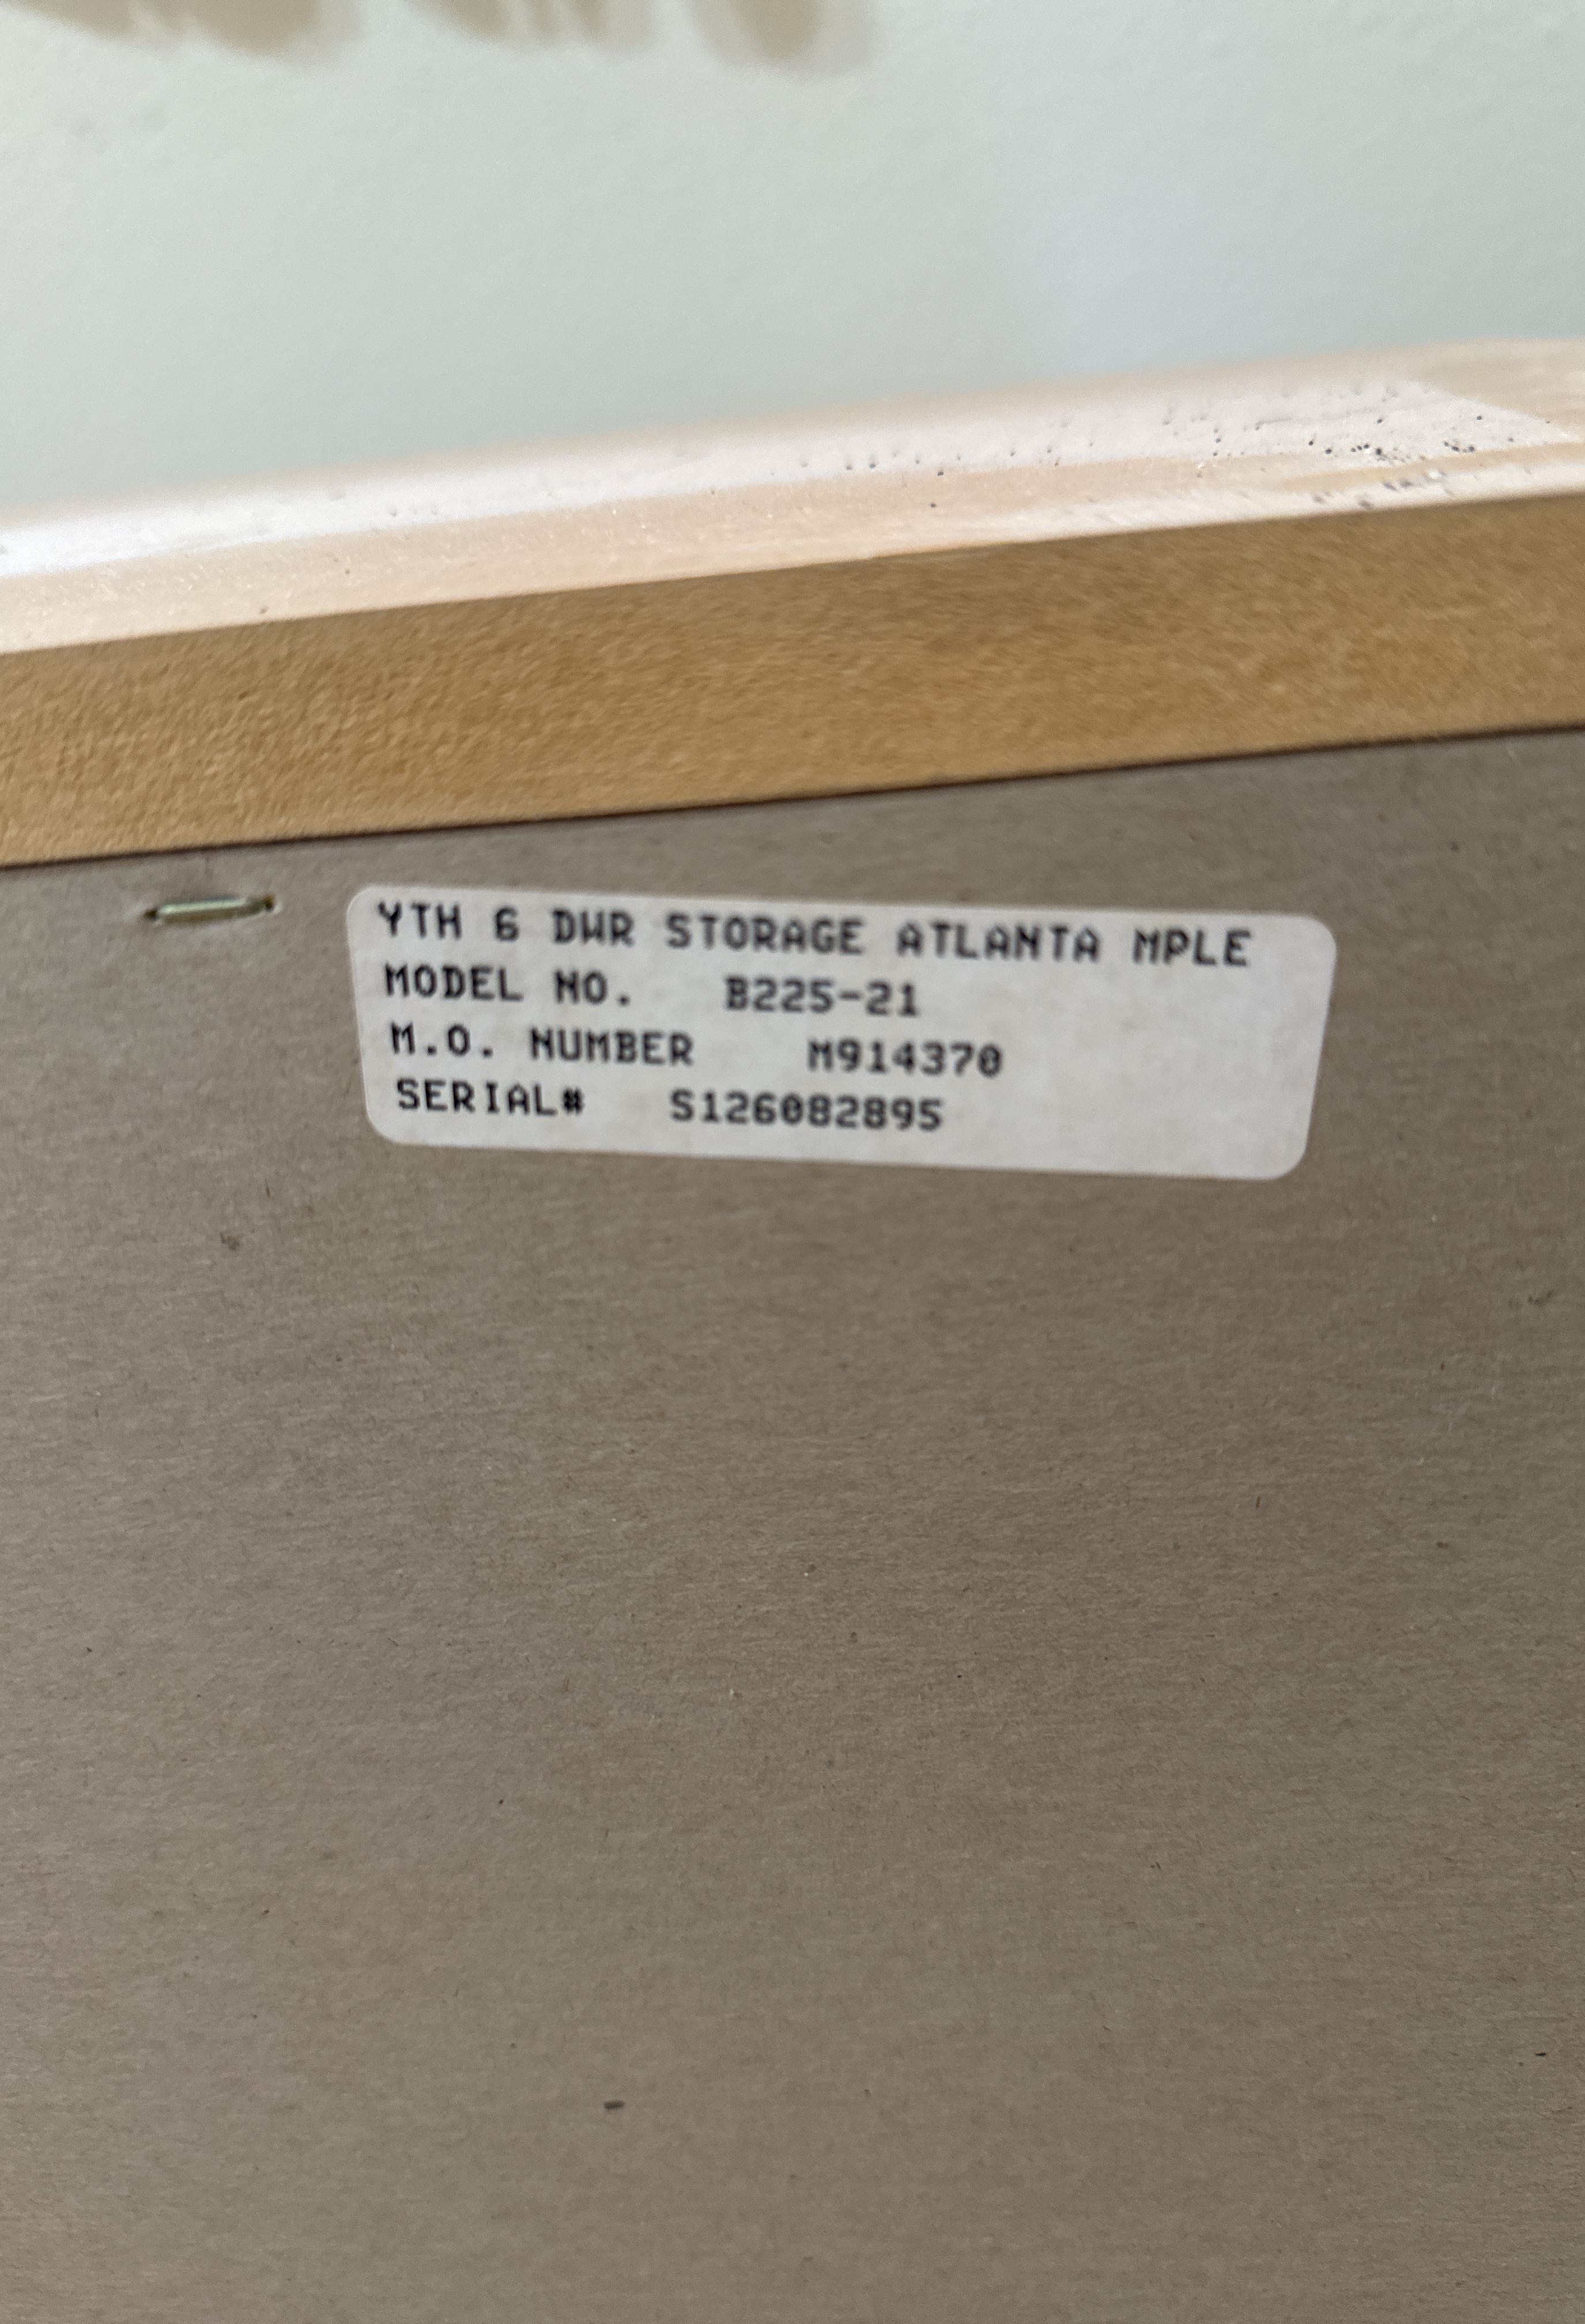 YTH 6 DWR STORAGE ATLANTA MPLE
MODEL NO. B225-21
M.O. NUMBER M914370
SERIAL# S126082895